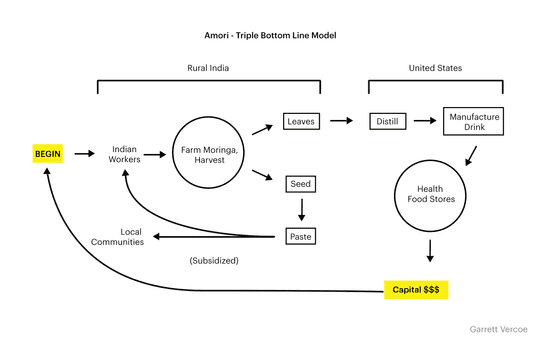 Amori - Triple Bottom Line Model
Rural India
United States
BEGIN
Indian
Workers
Farm Moringa,
Harvest
Leaves
Distill
Manufacture
Drink
Seed
Health
Food Stores
Local
Communities
Paste
(Subsidized)
Capital $$$
Garrett Vercoe